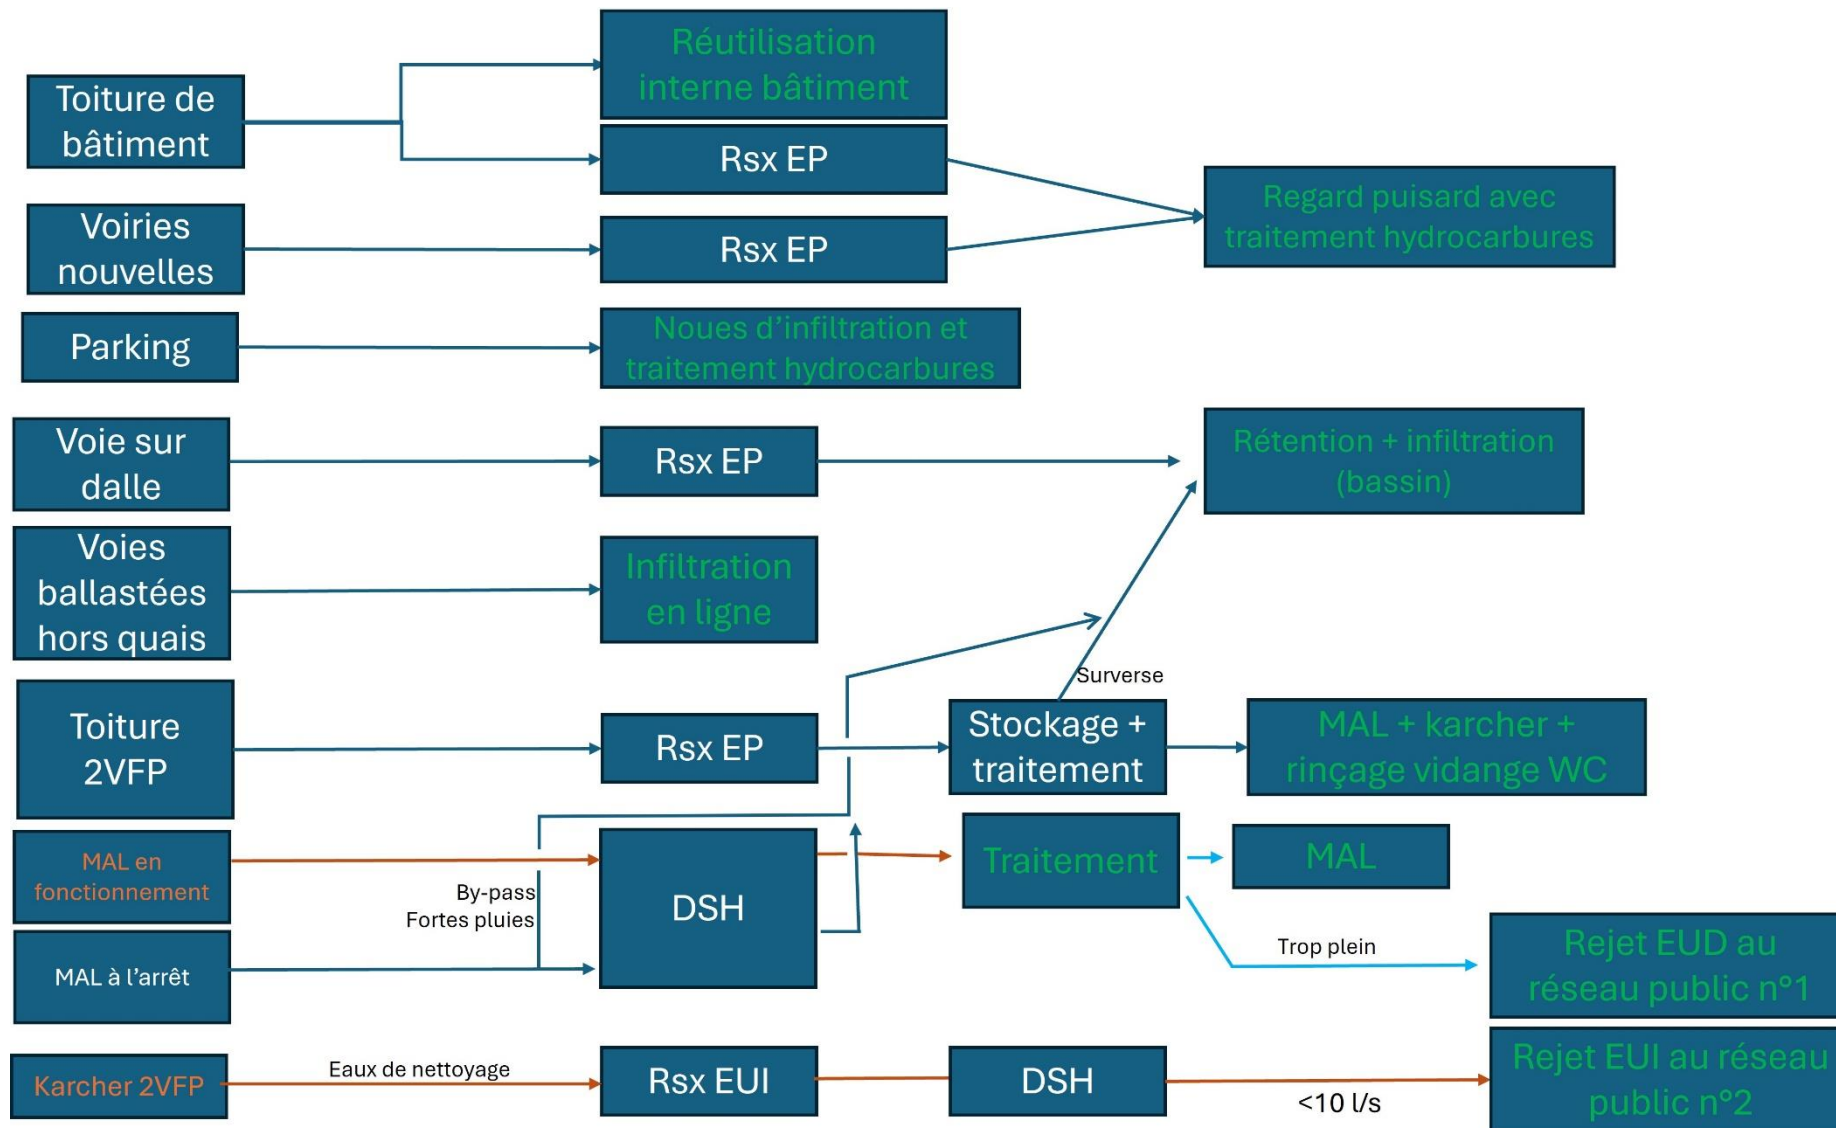 Réutilisation
interne bâtiment
Toiture de
bâtiment
Rsx EP
Regard puisard avec
traitement hydrocarbures
Voiries
nouvelles
Rsx EP
Parking
Noues d'infiltration et
traitement hydrocarbures
Voie sur
dalle
Rsx EP
Rétention + infiltration
(bassin)
Voies
ballastées
hors quais
Infiltration
en ligne
Surverse
Toiture
2VFP
Rsx EP
Stockage +
traitement
MAL + karcher +
rinçage vidange WC
MAL en
fonctionnement
By-pass
Fortes pluies
DSH
Traitement
MAL
MAL à l'arrêt
Trop plein
Rejet EUD au
réseau public n°1
Karcher 2VFP
Eaux de nettoyage
Rsx EUI
DSH
<10 l/s
Rejet EUI au réseau
public n°2